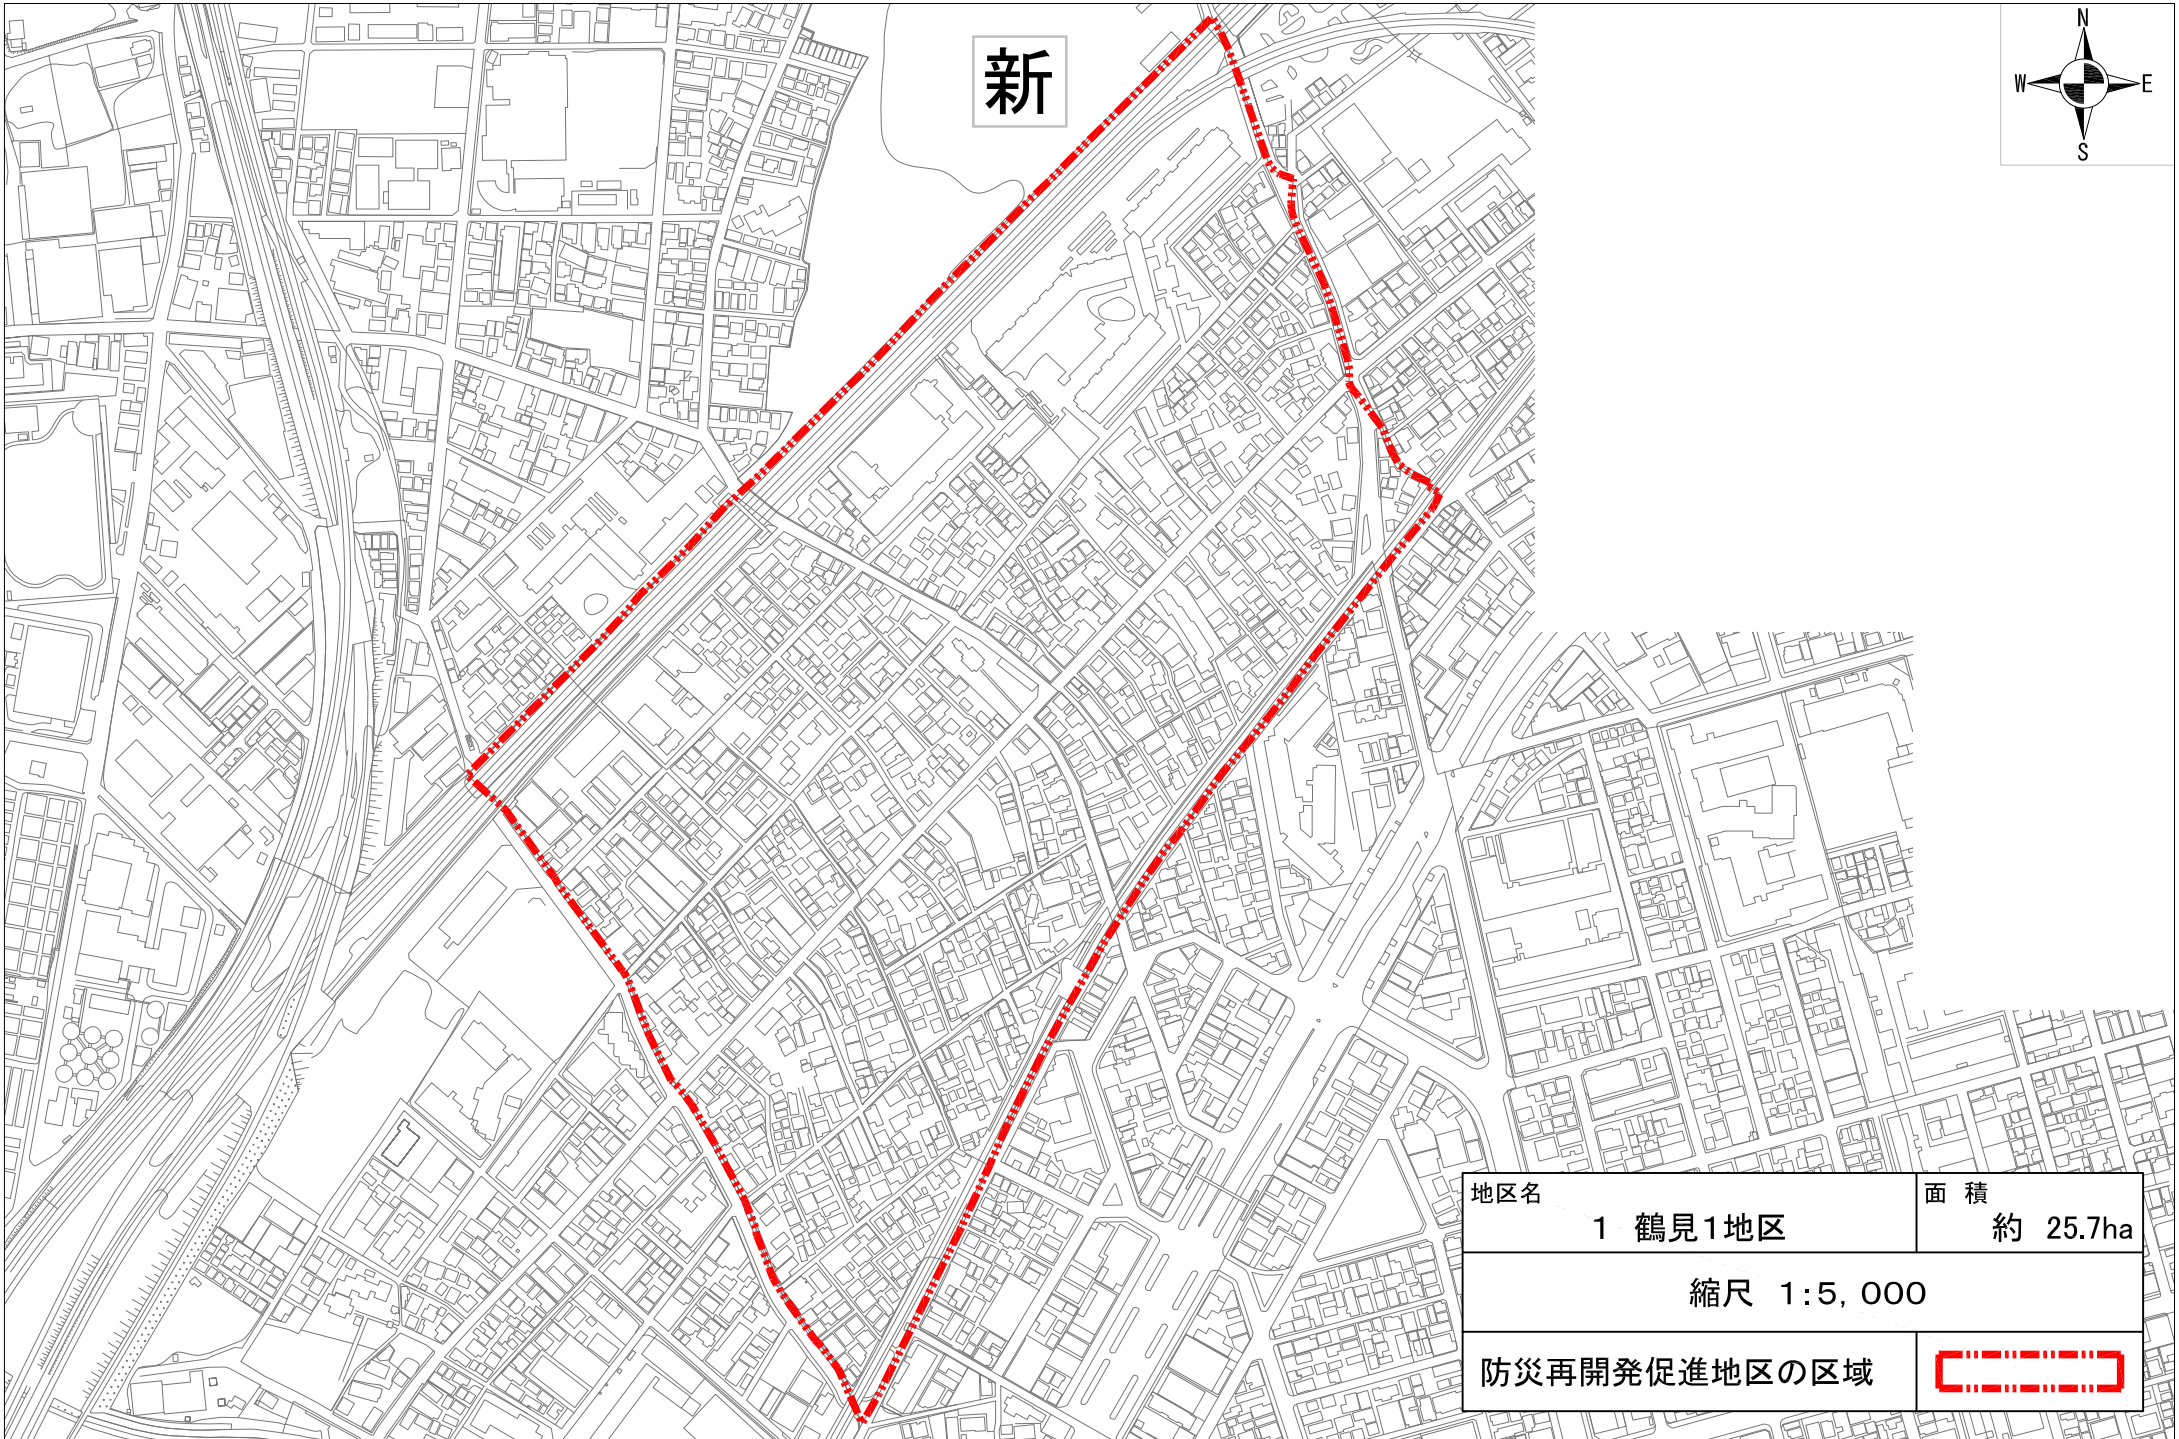 新
N
W E
S
地区名
1 鶴見1地区
面 積
約 25.7ha
縮尺 1:5,000
防災再開発促進地区の区域